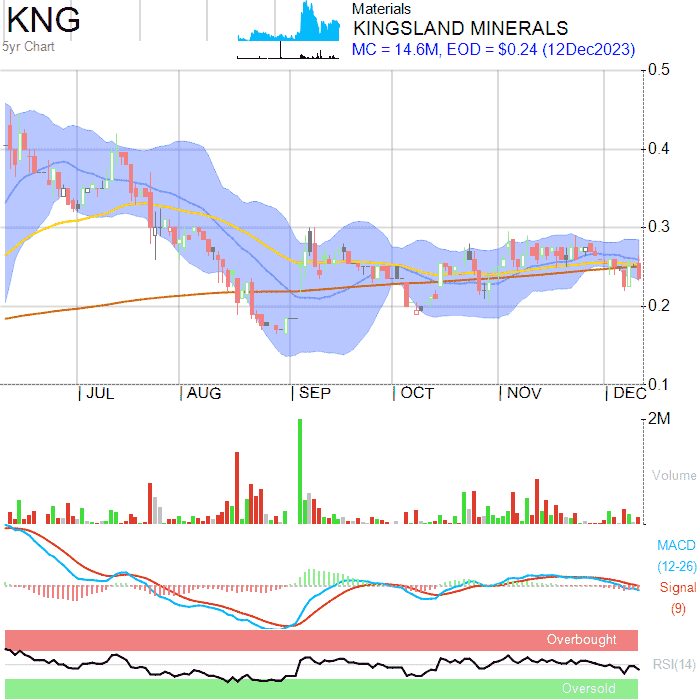 KNG
5yr Chart
Materials
KINGSLAND MINERALS
MC = 14.6M, EOD = $0.24 (12Dec2023)
0.5
0.4
0.3
0.2
0.1
JUL AUG SEP OCT NOV DEC
2M
Volume
MACD
(12-26)
Signal
(9)
Overbought
RSI(14)
Oversold